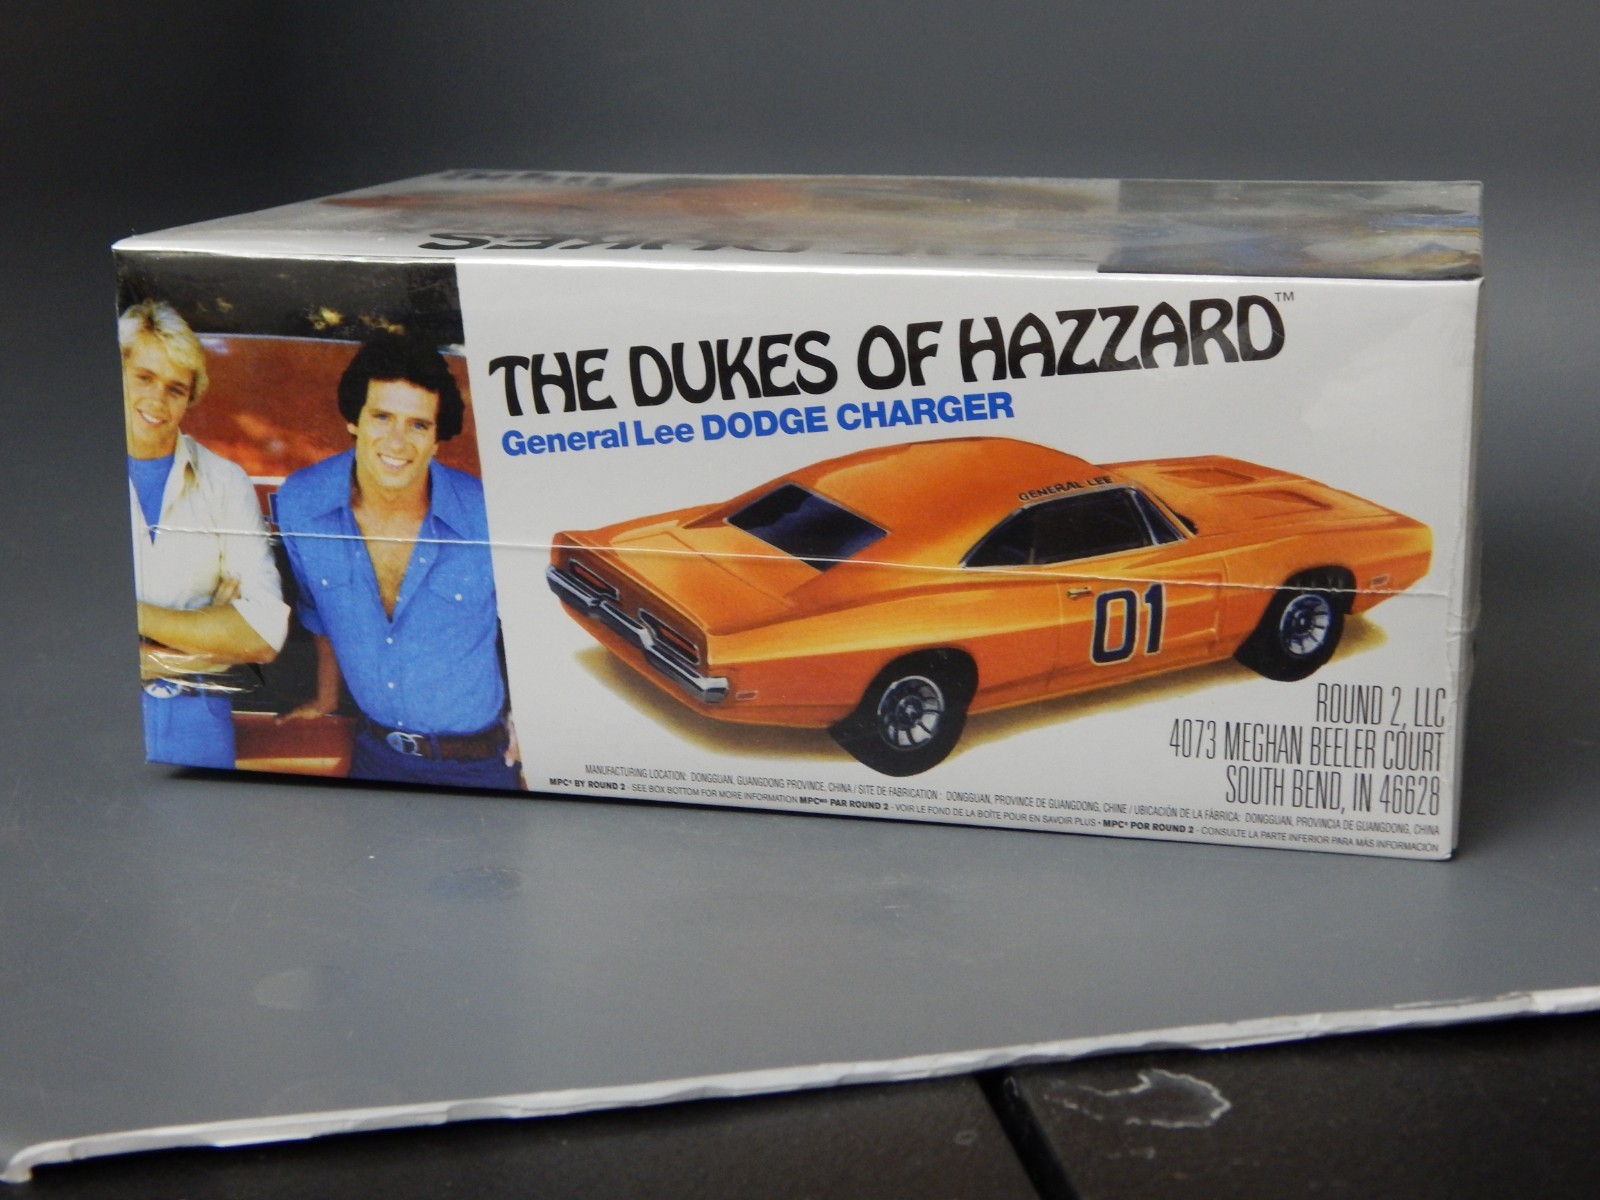 THE DUKES OF HAZZARD™
General Lee DODGE CHARGER
GENERAL LEE
01
ROUND 2, LLC
4073 MEGHAN BEELER COURT
SOUTH BEND, IN 46628
MANUFACTURING LOCATION: DONGGUAN, GUANGDONG PROVINCE, CHINA / SITE DE FABRICATION : DONGGUAN, PROVINCE DE GUANGDONG, CHINE / UBICACIÓN DE LA FÁBRICA: DONGGUAN, PROVINCIA DE GUANGDONG, CHINA
MPC® BY ROUND 2 - SEE BOX BOTTOM FOR MORE INFORMATION MPCMD PAR ROUND 2 - VOIR LE FOND DE LA BOÎTE POUR EN SAVOIR PLUS • MPC® POR ROUND 2 - CONSULTE LA PARTE INFERIOR PARA MÁS INFORMACIÓN